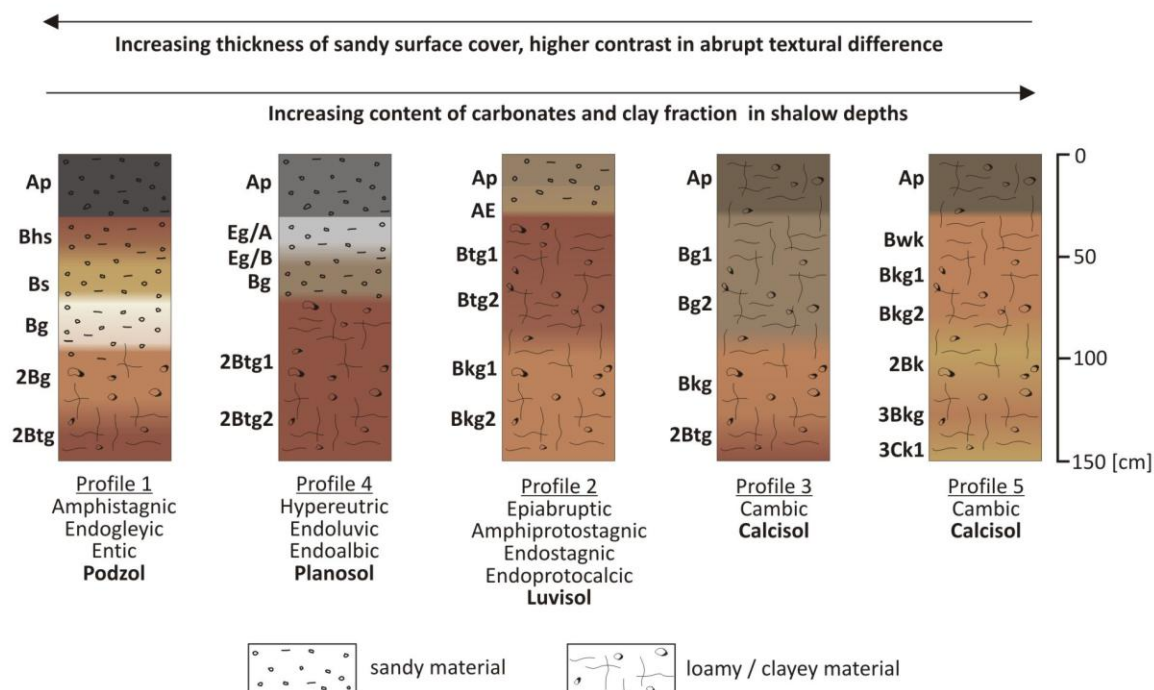 Increasing thickness of sandy surface cover, higher contrast in abrupt textural difference
Increasing content of carbonates and clay fraction in shalow depths
Ap
Bhs
Bs
Bg
2Bg
2Btg
Profile 1
Amphistagnic
Endogleyic
Entic
Podzol
Ap
Eg/A
Eg/B
Bg
2Btg1
2Btg2
Profile 4
Hypereutric
Endoluvic
Endoalbic
Planosol
Ap
AE
Btg1
Btg2
Bkg1
Bkg2
Profile 2
Epiabruptic
Amphiprotostagnic
Endostagnic
Endoprotocalcic
Luvisol
Ap
Bg1
Bg2
Bkg
2Btg
Profile 3
Cambic
Calcisol
Ap
Bwk
Bkg1
Bkg2
2Bk
3Bkg
3Ck1
Profile 5
Cambic
Calcisol
0
50
100
150 [cm]
sandy material
loamy / clayey material